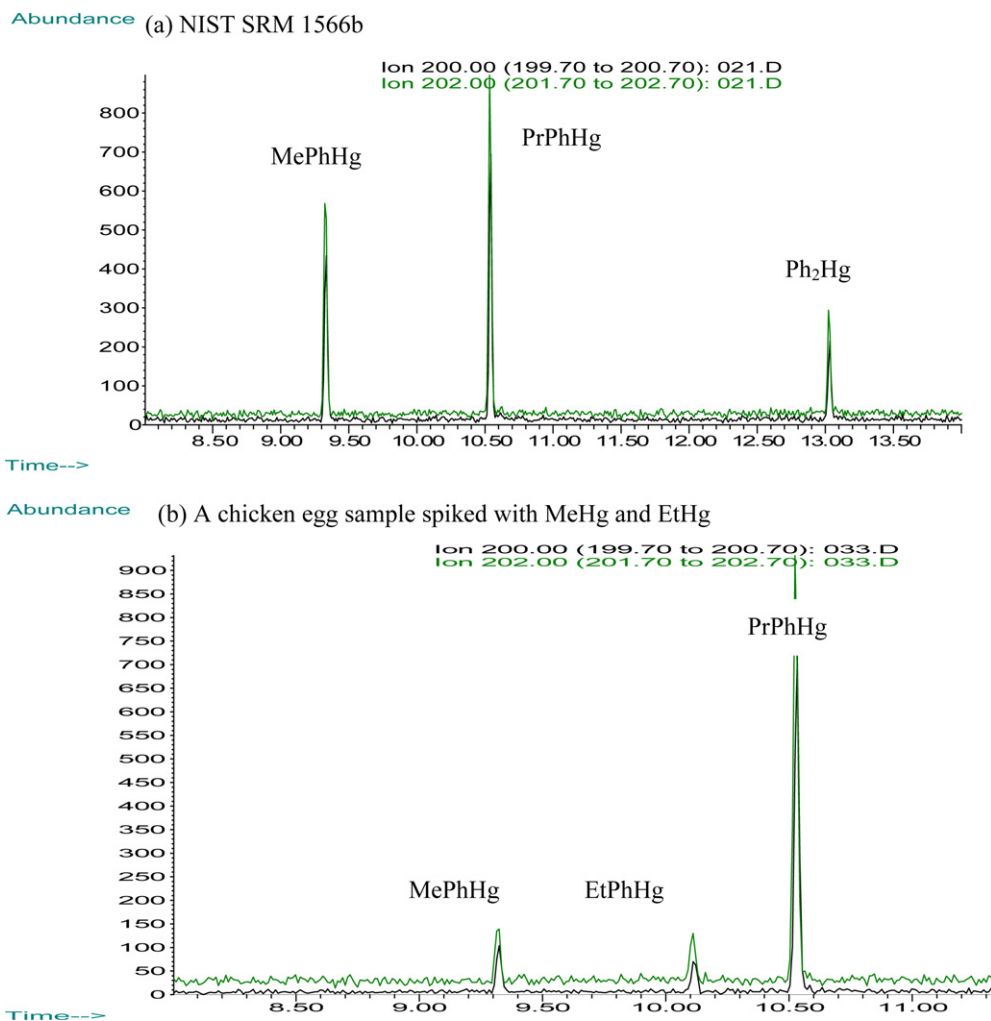 Abundance (a) NIST SRM 1566b
Ion 200.00 (199.70 to 200.70): 021.D
Ion 202.00 (201.70 to 202.70): 021.D
800
700
600
500
400
300
200
100
0
MePhHg
PrPhHg
Ph₂Hg
8.50 9.00 9.50 10.00 10.50 11.00 11.50 12.00 12.50 13.00 13.50
Time-->
Abundance (b) A chicken egg sample spiked with MeHg and EtHg
Ion 200.00 (199.70 to 200.70): 033.D
Ion 202.00 (201.70 to 202.70): 033.D
900
850
800
750
700
650
600
550
500
450
400
350
300
250
200
150
100
50
0
PrPhHg
MePhHg
EtPhHg
8.50 9.00 9.50 10.00 10.50 11.00
Time-->